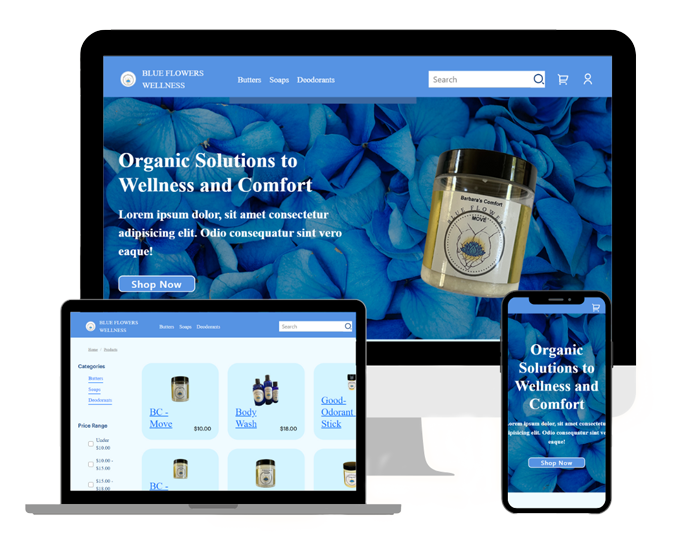 BLUE FLOWERS
WELLNESS
Butters Soaps Deodorants
Search
Organic Solutions to
Wellness and Comfort
Lorem ipsum dolor, sit amet consectetur
adipisicing elit. Odio consequatur sint vero
eaque!
Shop Now
Barbara's Comfort
BLUE FLOWERS
MOVE
BLUE FLOWERS
WELLNESS
Butters Soaps Deodorants
Search
Home / Products
Categories
Butters
Soaps
Deodorants
Price Range
Under
$10.00
$10.00 -
$15.00
$15.00 -
$18.00
BC -
Move
$10.00
Body
Wash
$18.00
Good-
Odorant
Stick
BC -
Body
Organic
Solutions to
Wellness and
Comfort
Lorem ipsum dolor, sit amet
adipisicing elit. Odio consequatur sint vero
eaque!
Shop Now